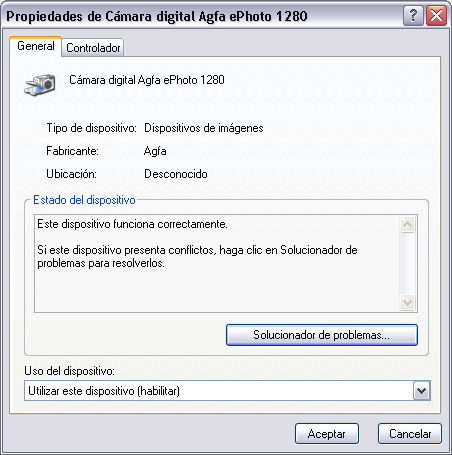 Propiedades de Cámara digital Agfa ePhoto 1280
General
Controlador
Cámara digital Agfa ePhoto 1280
Tipo de dispositivo: Dispositivos de imágenes
Fabricante: Agfa
Ubicación: Desconocido
Estado del dispositivo
Este dispositivo funciona correctamente.
Si este dispositivo presenta conflictos, haga clic en Solucionador de
problemas para resolverlos.
Solucionador de problemas...
Uso del dispositivo:
Utilizar este dispositivo (habilitar)
Aceptar
Cancelar